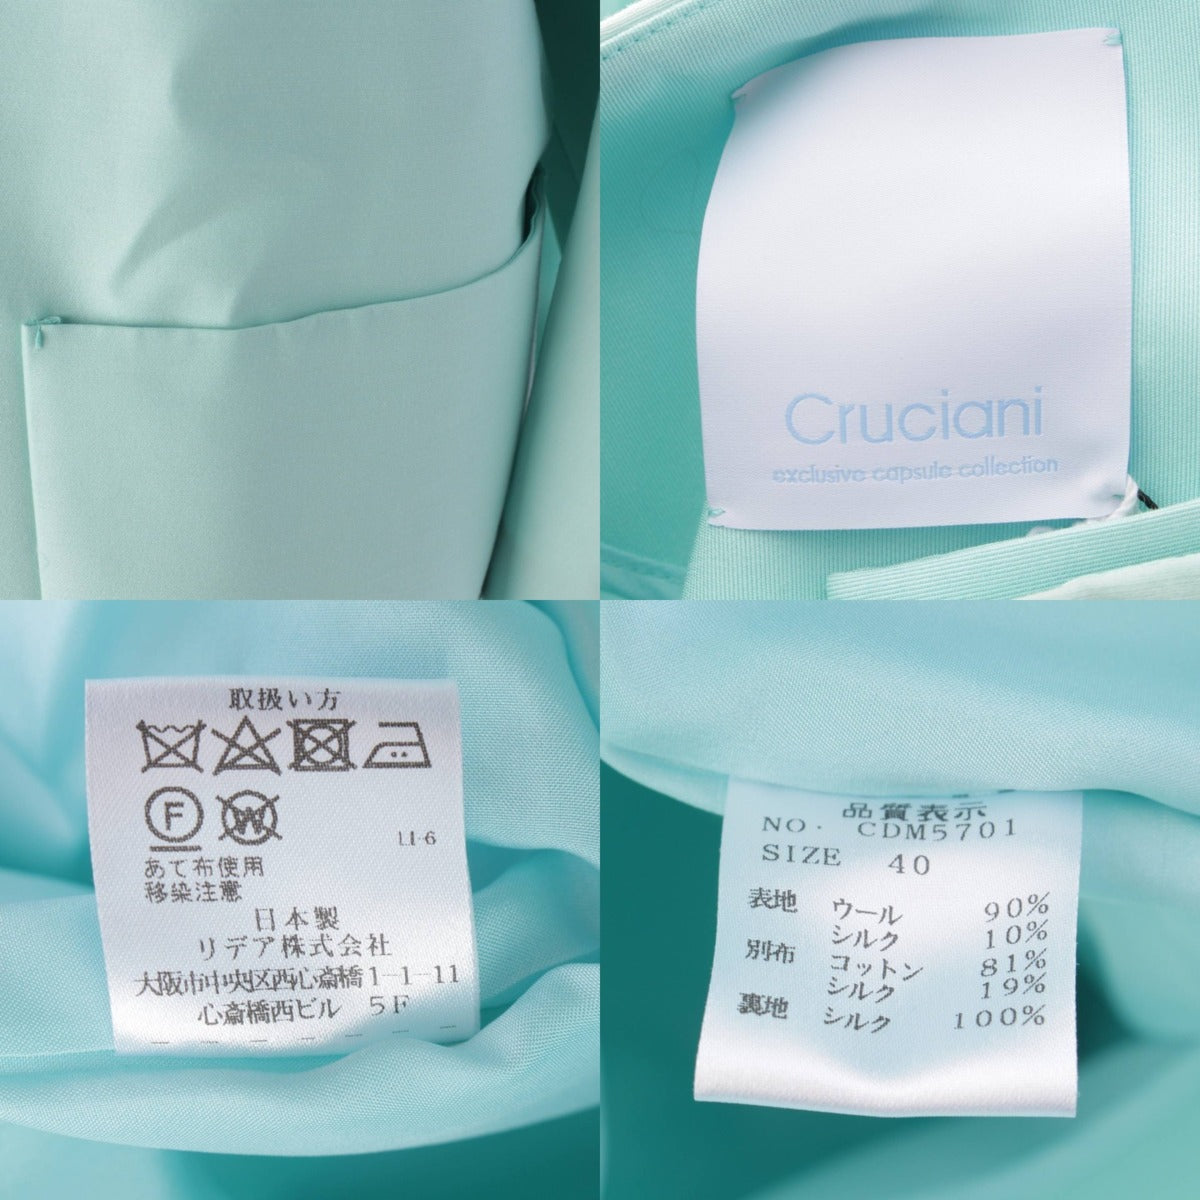 Cruciani
exclusive capsule collection
取扱い方
F W
LI-6
あて布使用
移染注意
日本製
リデア株式会社
大阪市中央区西心斎橋1-1-11
心斎橋西ビル 5F
品質表示
NO. CDM5701
SIZE 40
表地 ウール 90%
シルク 10%
別布 コットン 81%
シルク 19%
裏地 シルク 100%